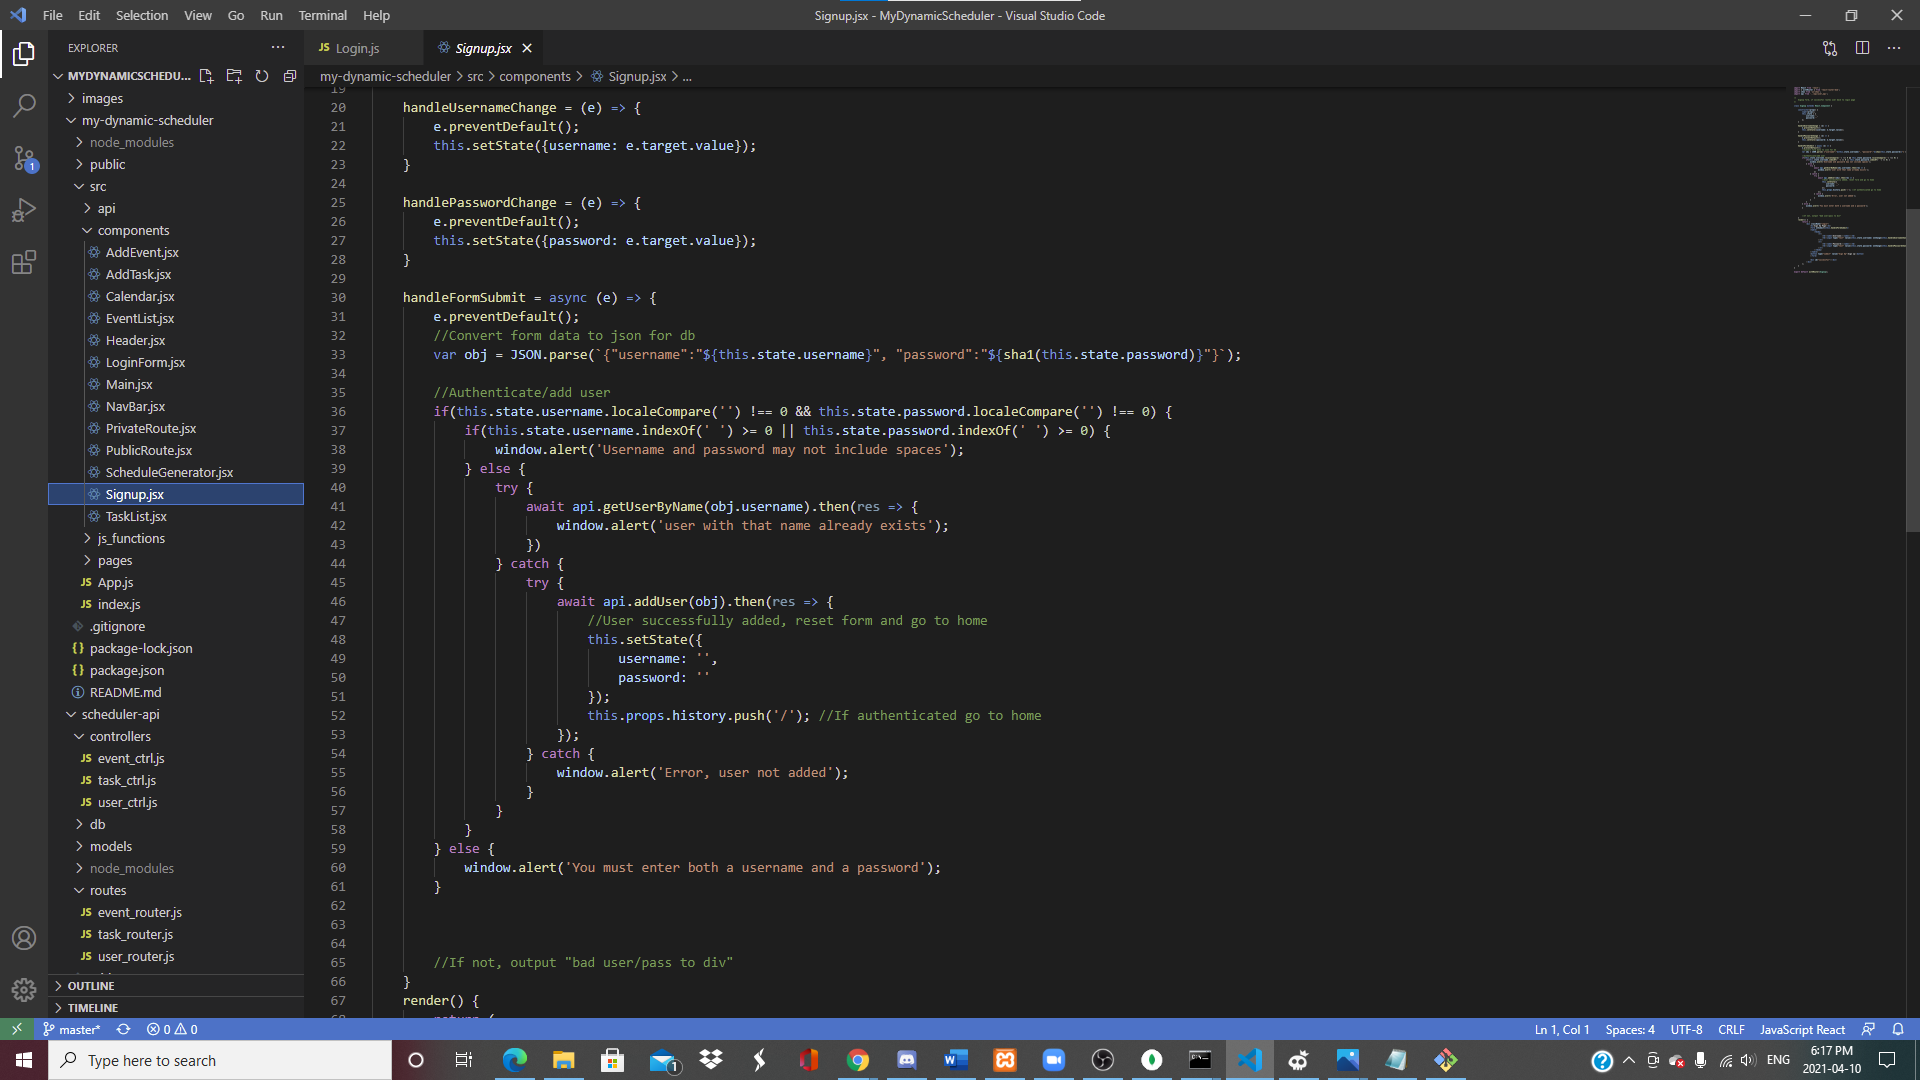 File Edit Selection View Go Run Terminal Help
Signup.jsx - MyDynamicScheduler - Visual Studio Code
EXPLORER
MYDYNAMICSCHEDU...
images
my-dynamic-scheduler
node_modules
public
src
api
components
AddEvent.jsx
AddTask.jsx
Calendar.jsx
EventList.jsx
Header.jsx
LoginForm.jsx
Main.jsx
NavBar.jsx
PrivateRoute.jsx
PublicRoute.jsx
ScheduleGenerator.jsx
Signup.jsx
TaskList.jsx
js_functions
pages
JS App.js
JS index.js
.gitignore
{} package-lock.json
{} package.json
README.md
scheduler-api
controllers
JS event_ctrl.js
JS task_ctrl.js
JS user_ctrl.js
db
models
node_modules
routes
JS event_router.js
JS task_router.js
JS user_router.js
OUTLINE
TIMELINE
JS Login.js
Signup.jsx
my-dynamic-scheduler > src > components > Signup.jsx > ...
19
20 handleUsernameChange = (e) => {
21 e.preventDefault();
22 this.setState({username: e.target.value});
23 }
24
25 handlePasswordChange = (e) => {
26 e.preventDefault();
27 this.setState({password: e.target.value});
28 }
29
30 handleFormSubmit = async (e) => {
31 e.preventDefault();
32 //Convert form data to json for db
33 var obj = JSON.parse(`{"username":"${this.state.username}", "password":"${sha1(this.state.password)}"}`);
34
35 //Authenticate/add user
36 if(this.state.username.localeCompare('') !== 0 && this.state.password.localeCompare('') !== 0) {
37 if(this.state.username.indexOf(' ') >= 0 || this.state.password.indexOf(' ') >= 0) {
38 window.alert('Username and password may not include spaces');
39 } else {
40 try {
41 await api.getUserByName(obj.username).then(res => {
42 window.alert('user with that name already exists');
43 })
44 } catch {
45 try {
46 await api.addUser(obj).then(res => {
47 //User successfully added, reset form and go to home
48 this.setState({
49 username: '',
50 password: ''
51 });
52 this.props.history.push('/'); //If authenticated go to home
53 });
54 } catch {
55 window.alert('Error, user not added');
56 }
57 }
58 }
59 } else {
60 window.alert('You must enter both a username and a password');
61 }
62
63
64
65 //If not, output "bad user/pass to div"
66 }
67 render() {
68 return (
1
master* 0 0
Ln 1, Col 1 Spaces: 4 UTF-8 CRLF JavaScript React
Type here to search
1
ENG
6:17 PM
2021-04-10